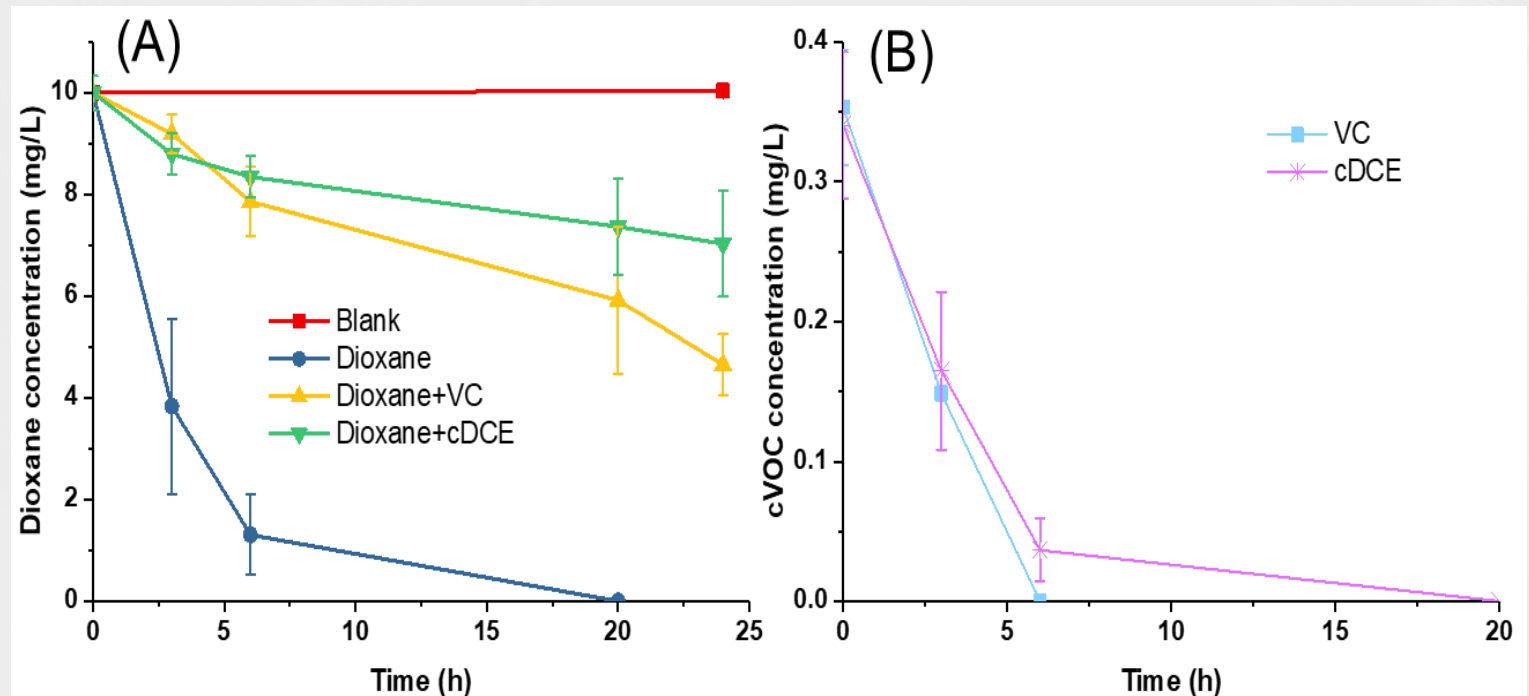 (A)
Dioxane concentration (mg/L)
10
8
6
4
2
0
Blank
Dioxane
Dioxane+VC
Dioxane+cDCE
0 5 10 15 20 25
Time (h)
(B)
cVOC concentration (mg/L)
0.4
0.3
0.2
0.1
0.0
VC
cDCE
0 5 10 15 20
Time (h)